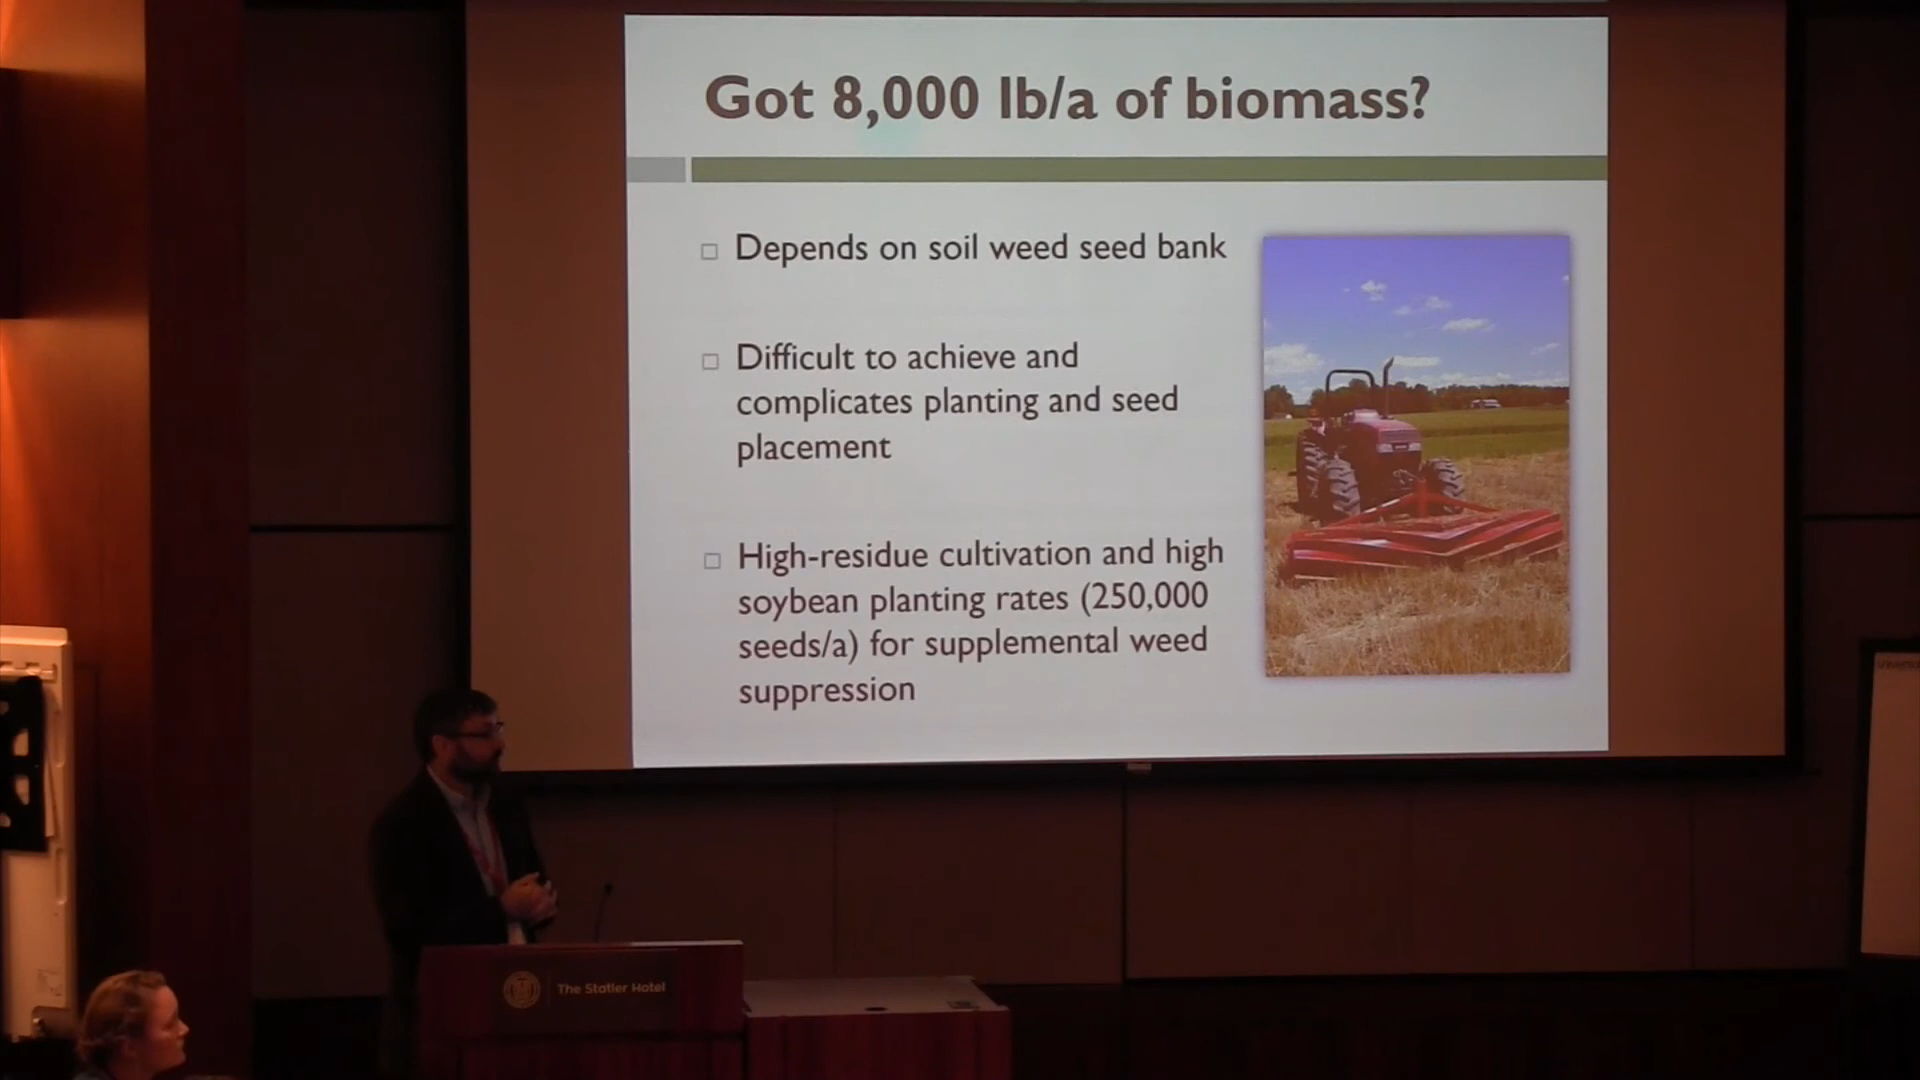 Got 8,000 lb/a of biomass?
Depends on soil weed seed bank
Difficult to achieve and
complicates planting and seed
placement
High-residue cultivation and high
soybean planting rates (250,000
seeds/a) for supplemental weed
suppression
The Statler Hotel